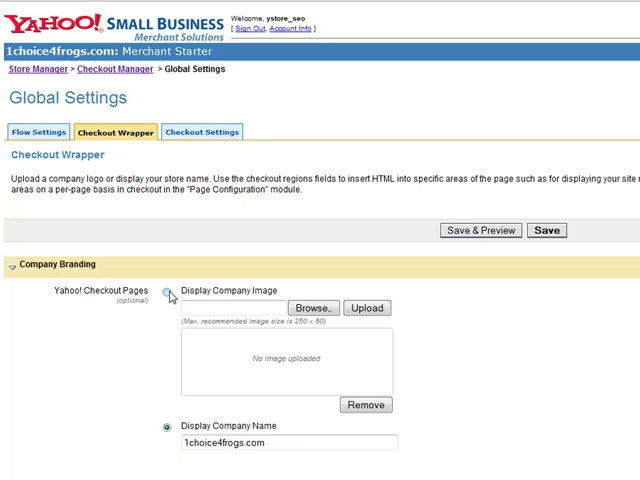 YAHOO! SMALL BUSINESS
Merchant Solutions
Welcome, ystore_seo
[ Sign Out, Account Info ]
1choice4frogs.com: Merchant Starter
Store Manager > Checkout Manager > Global Settings
Global Settings
Flow Settings Checkout Wrapper Checkout Settings
Checkout Wrapper
Upload a company logo or display your store name. Use the checkout regions fields to insert HTML into specific areas of the page such as for displaying your site
areas on a per-page basis in checkout in the "Page Configuration" module.
Save & Preview Save
Company Branding
Yahoo! Checkout Pages Display Company Image
(optional)
Browse.. Upload
(Max. recommended image size is 250 x 50)
No image uploaded
Remove
Display Company Name
1choice4frogs.com